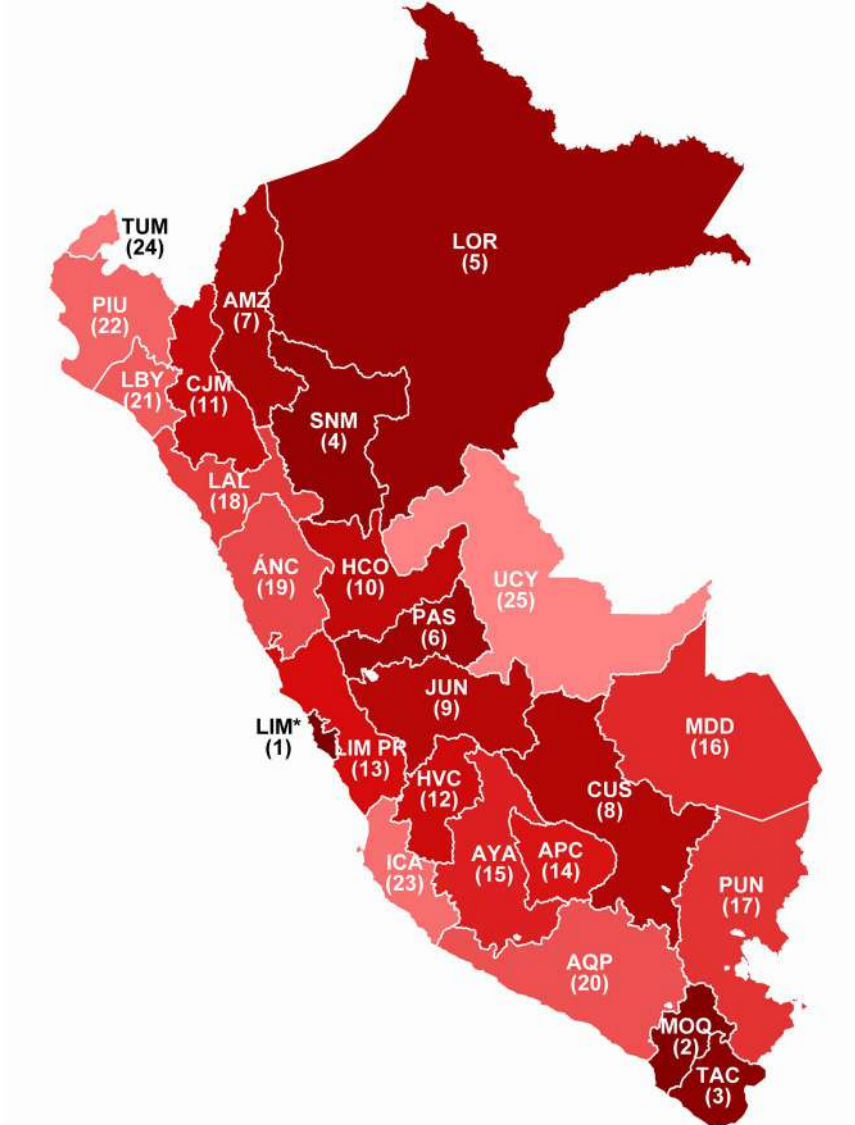 TUM
(24)
LOR
(5)
PIU
(22)
AMZ
(7)
LBY
(21)
CJM
(11)
SNM
(4)
LAL
(18)
ÁNC
(19)
HCO
(10)
UCY
(25)
PAS
(6)
JUN
(9)
LIM*
(1)
LIM PR
(13)
MDD
(16)
HVC
(12)
CUS
(8)
ICA
(23)
AYA
(15)
APC
(14)
PUN
(17)
AQP
(20)
MOQ
(2)
TAC
(3)